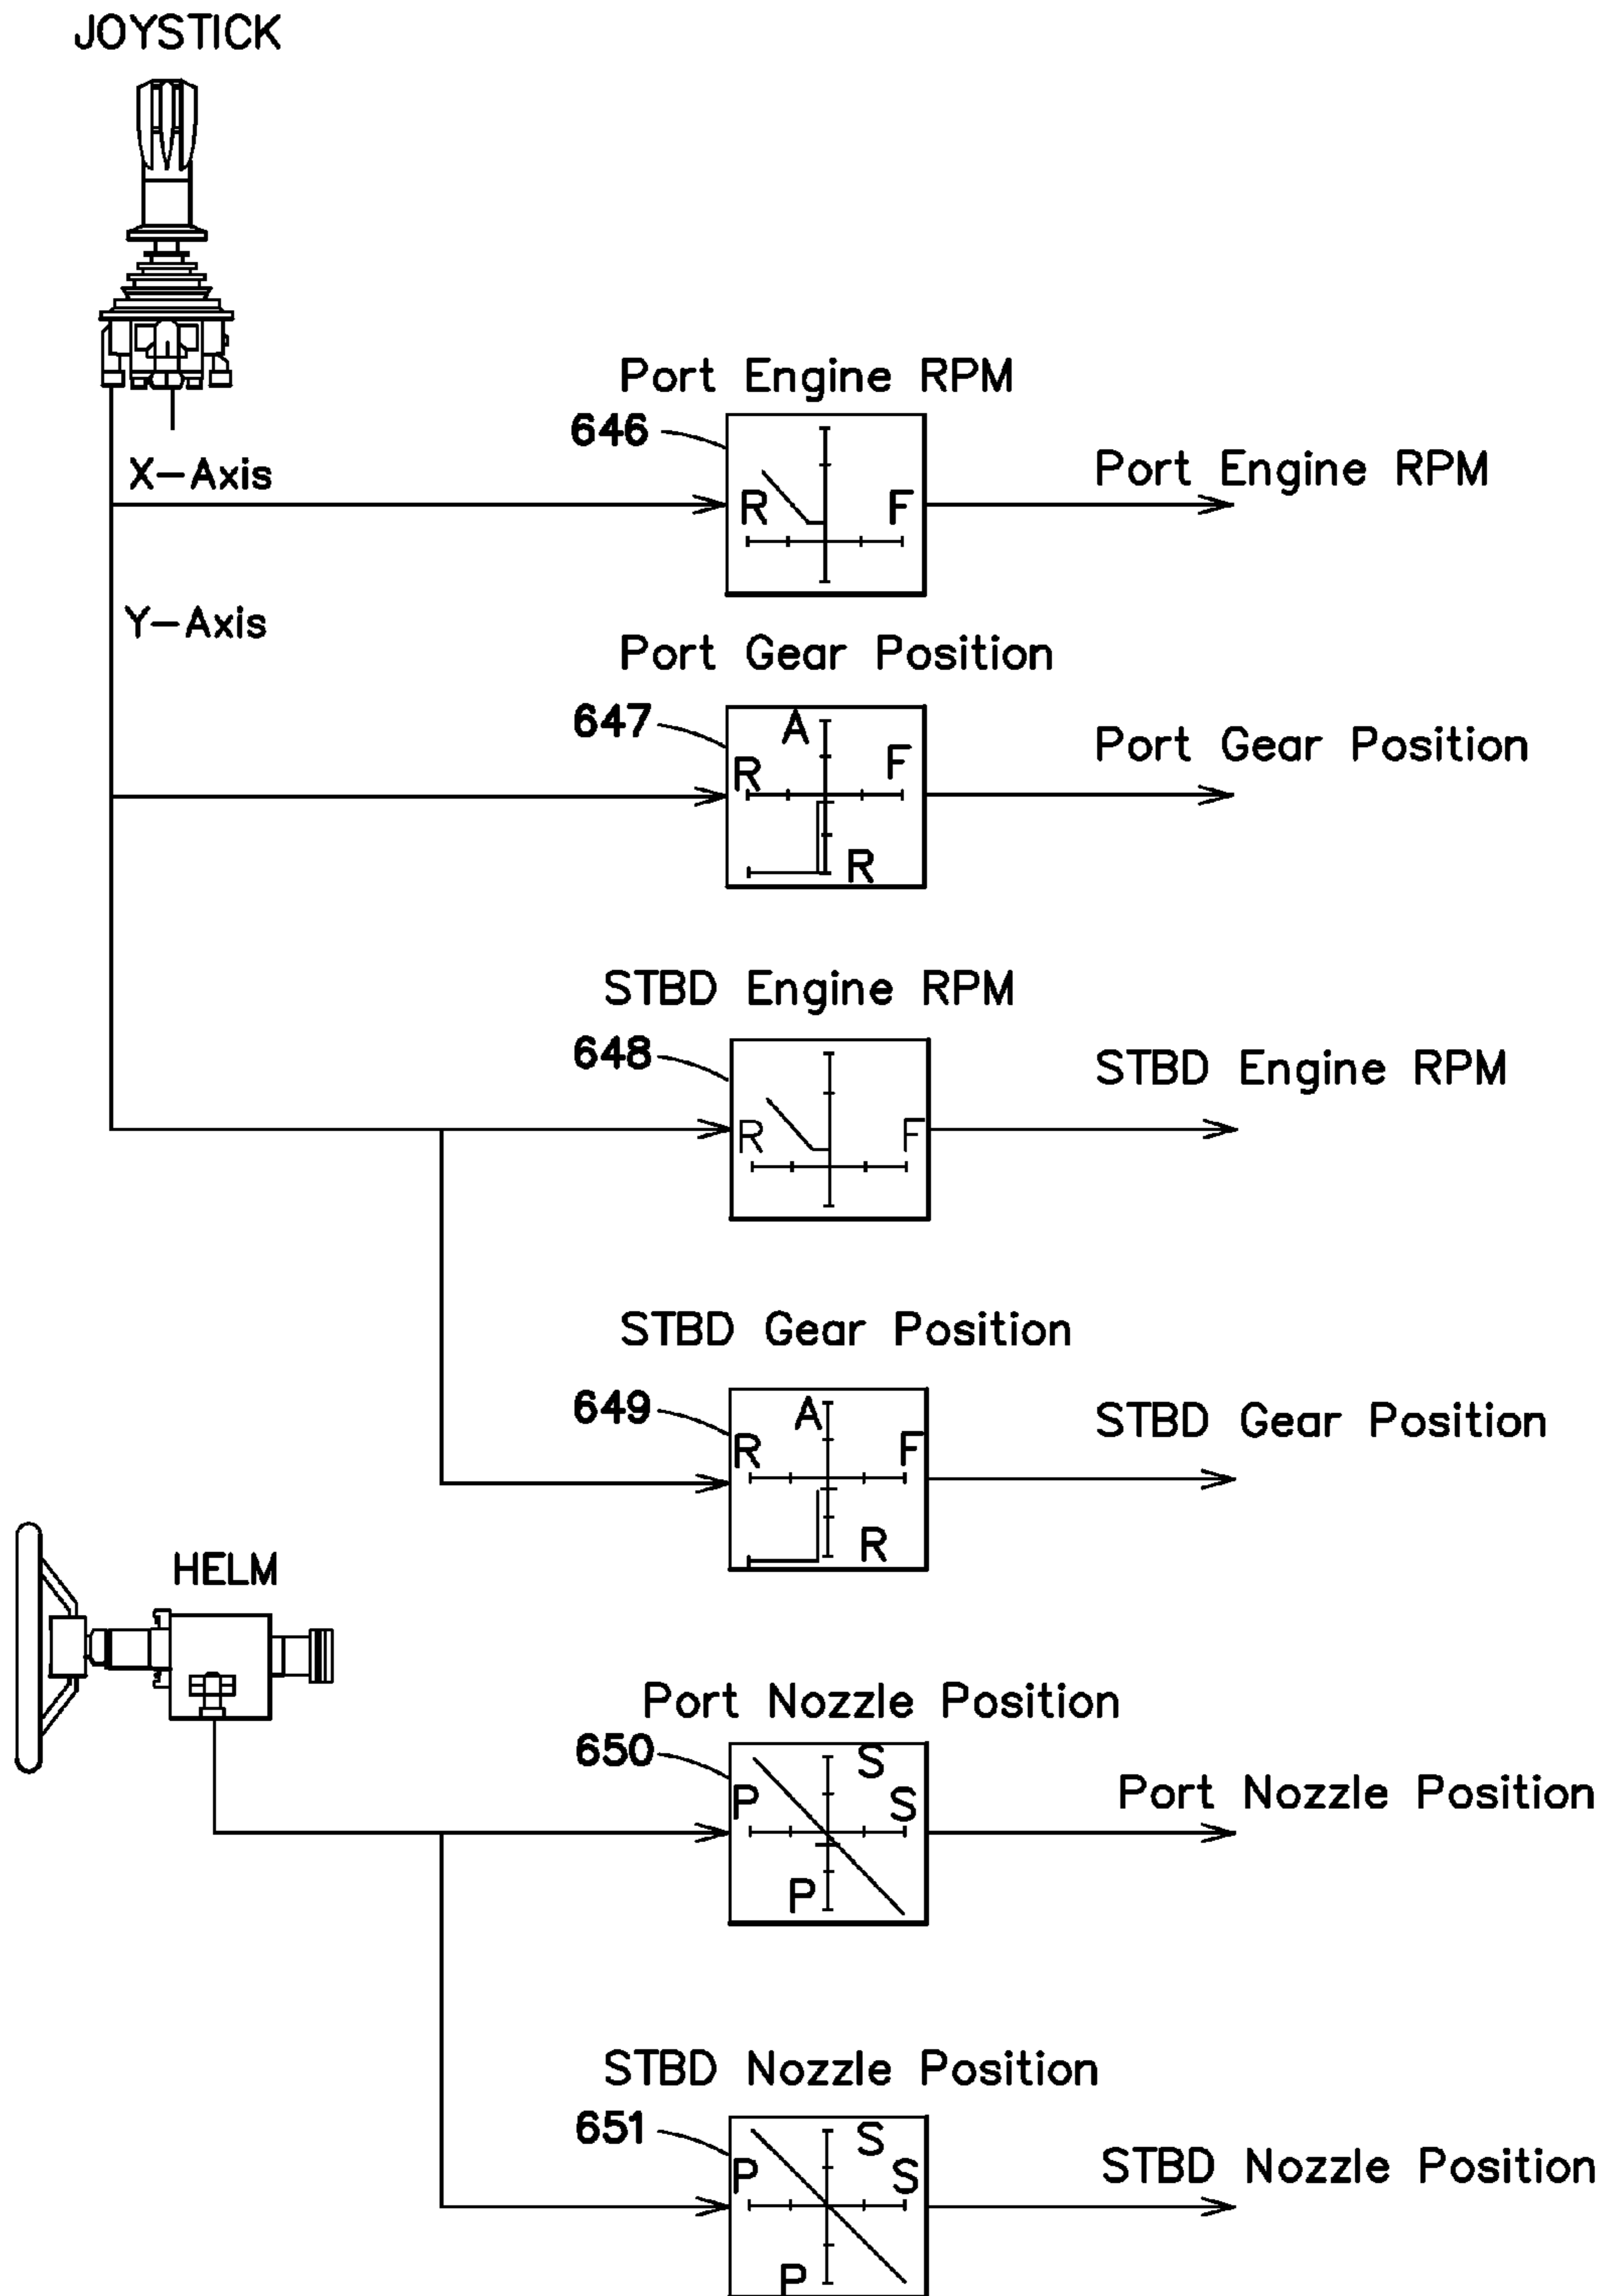 JOYSTICK
Port Engine RPM
646
X-Axis
R F
Port Engine RPM
Y-Axis
Port Gear Position
647
A
R F
R
Port Gear Position
STBD Engine RPM
648
R F
STBD Engine RPM
STBD Gear Position
649
A
R F
R
STBD Gear Position
HELM
Port Nozzle Position
650
S
P S
P
Port Nozzle Position
STBD Nozzle Position
651
S
P S
P
STBD Nozzle Position